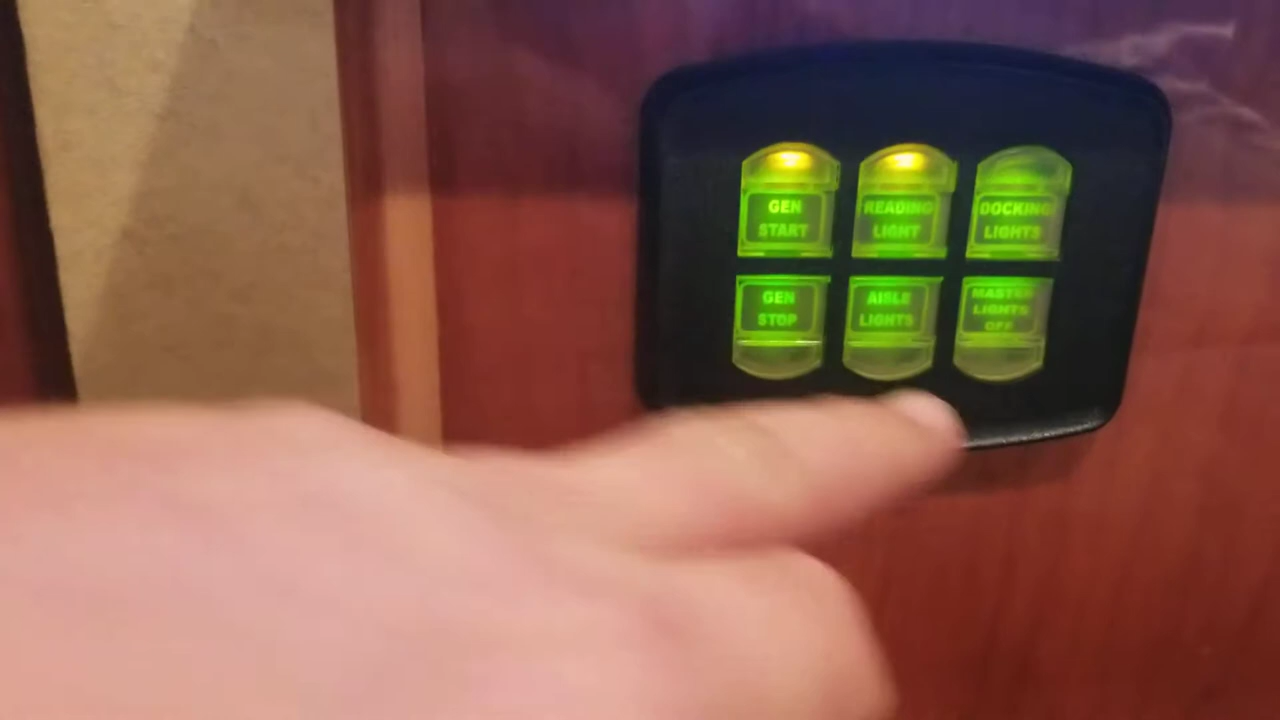 GEN
START
READING
LIGHT
DOCKING
LIGHTS
GEN
STOP
AISLE
LIGHTS
MASTER
LIGHTS
OFF